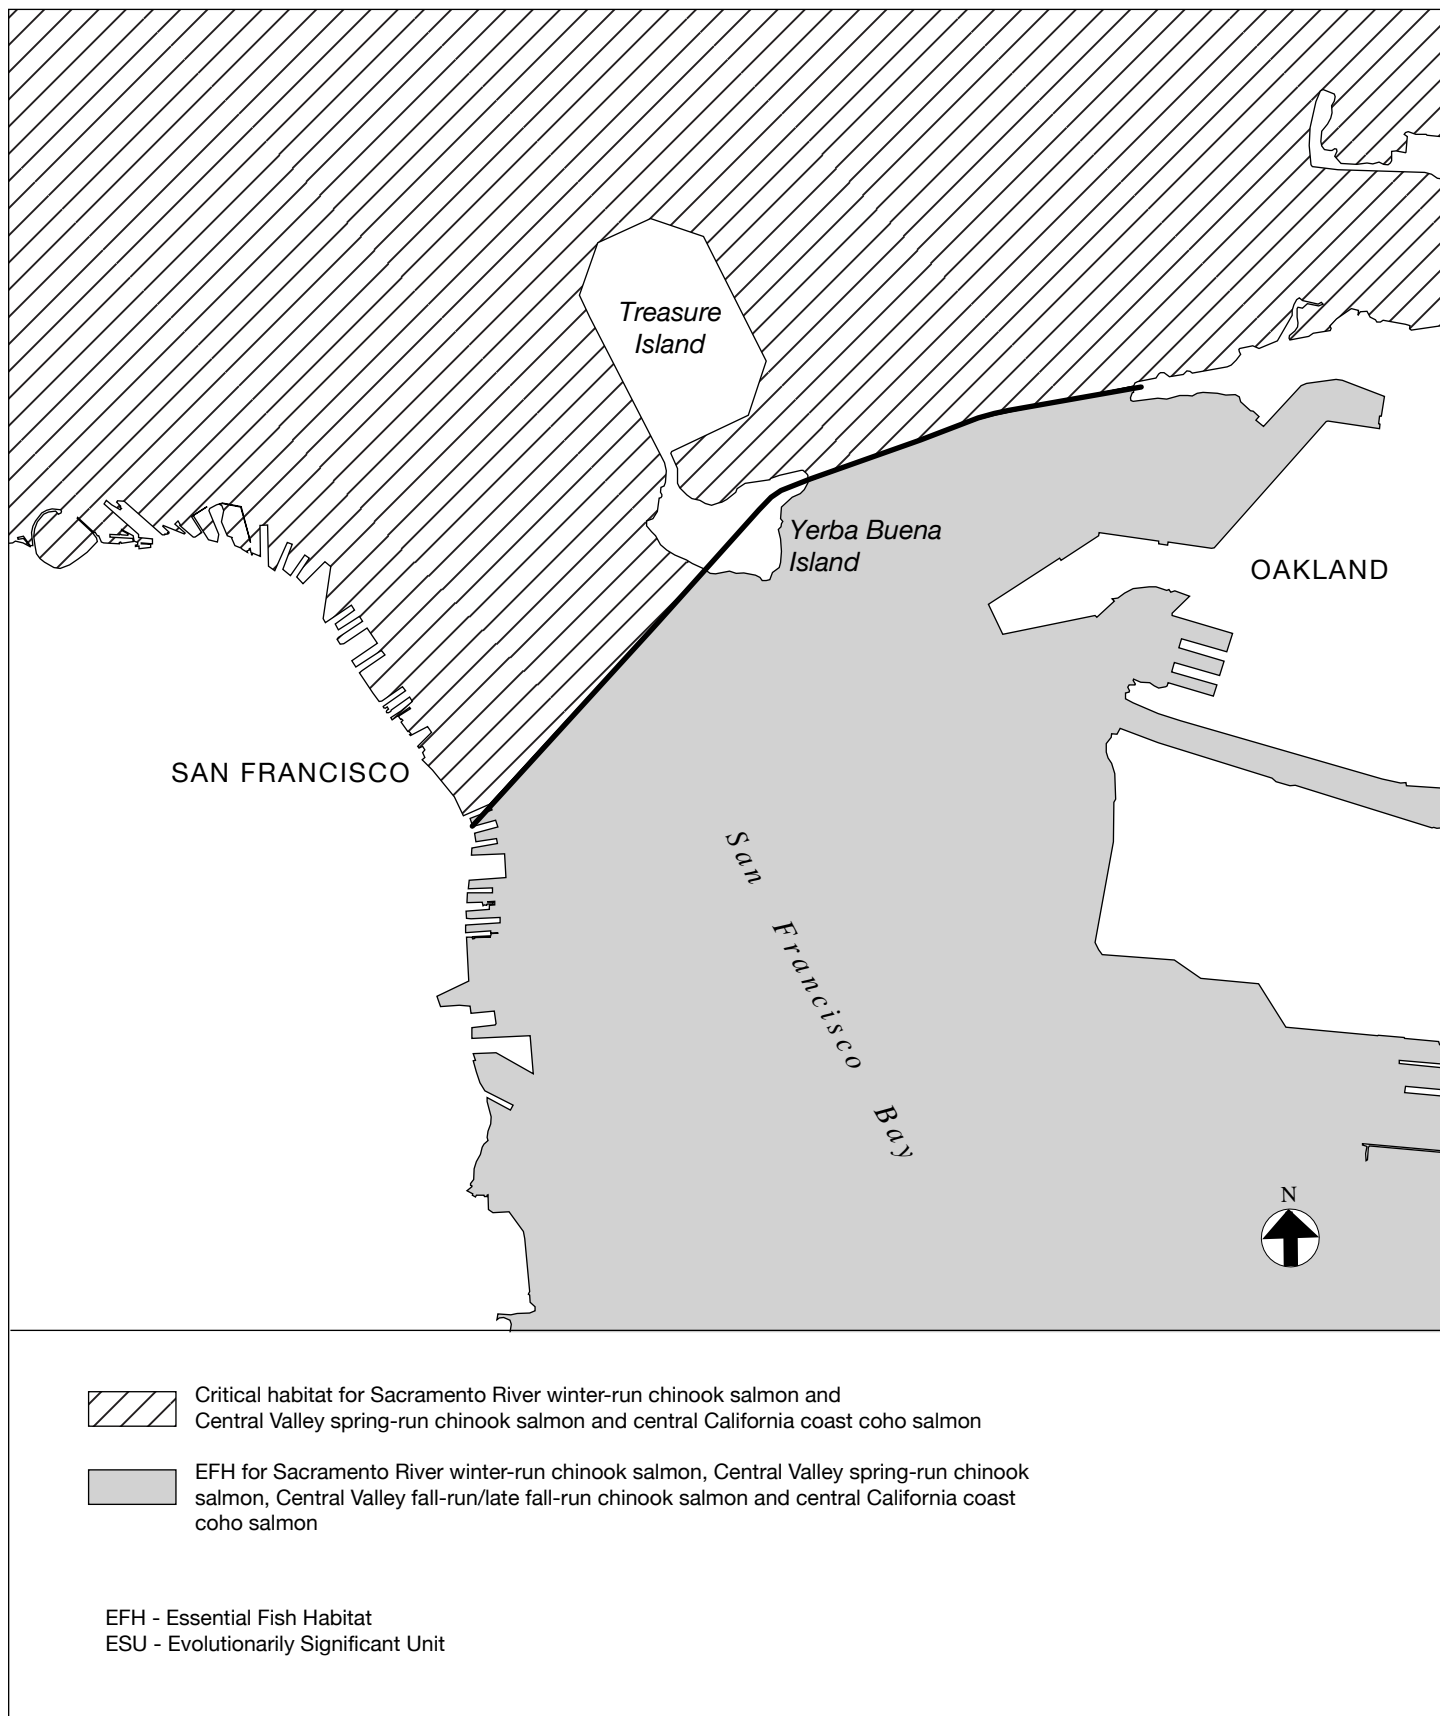 Treasure
Island
Yerba Buena
Island
OAKLAND
SAN FRANCISCO
San Francisco Bay
N
Critical habitat for Sacramento River winter-run chinook salmon and
Central Valley spring-run chinook salmon and central California coast coho salmon
EFH for Sacramento River winter-run chinook salmon, Central Valley spring-run chinook
salmon, Central Valley fall-run/late fall-run chinook salmon and central California coast
coho salmon
EFH - Essential Fish Habitat
ESU - Evolutionarily Significant Unit